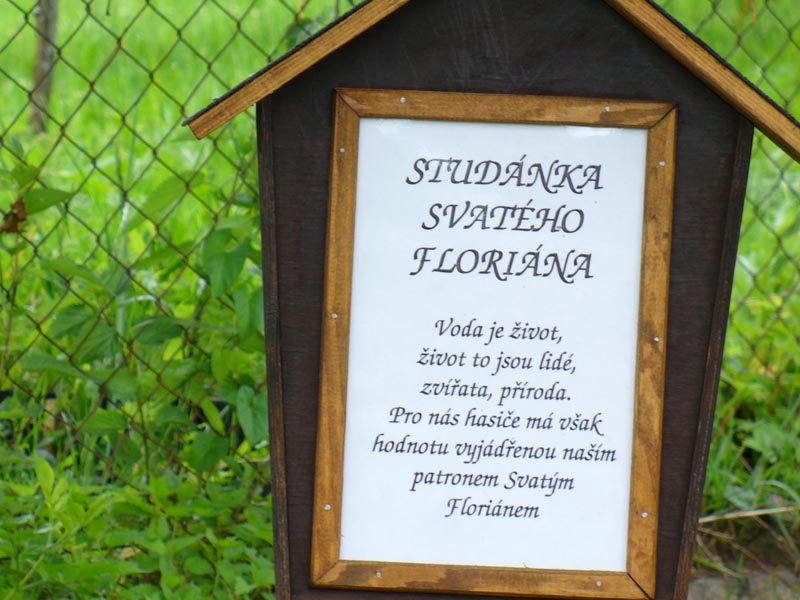 STUDÁNKA
SVATÉHO
FLORIÁNA
Voda je život,
život to jsou lidé,
zvířata, příroda.
Pro nás hasiče má však
hodnotu vyjádřenou naším
patronem Svatým
Floriánem